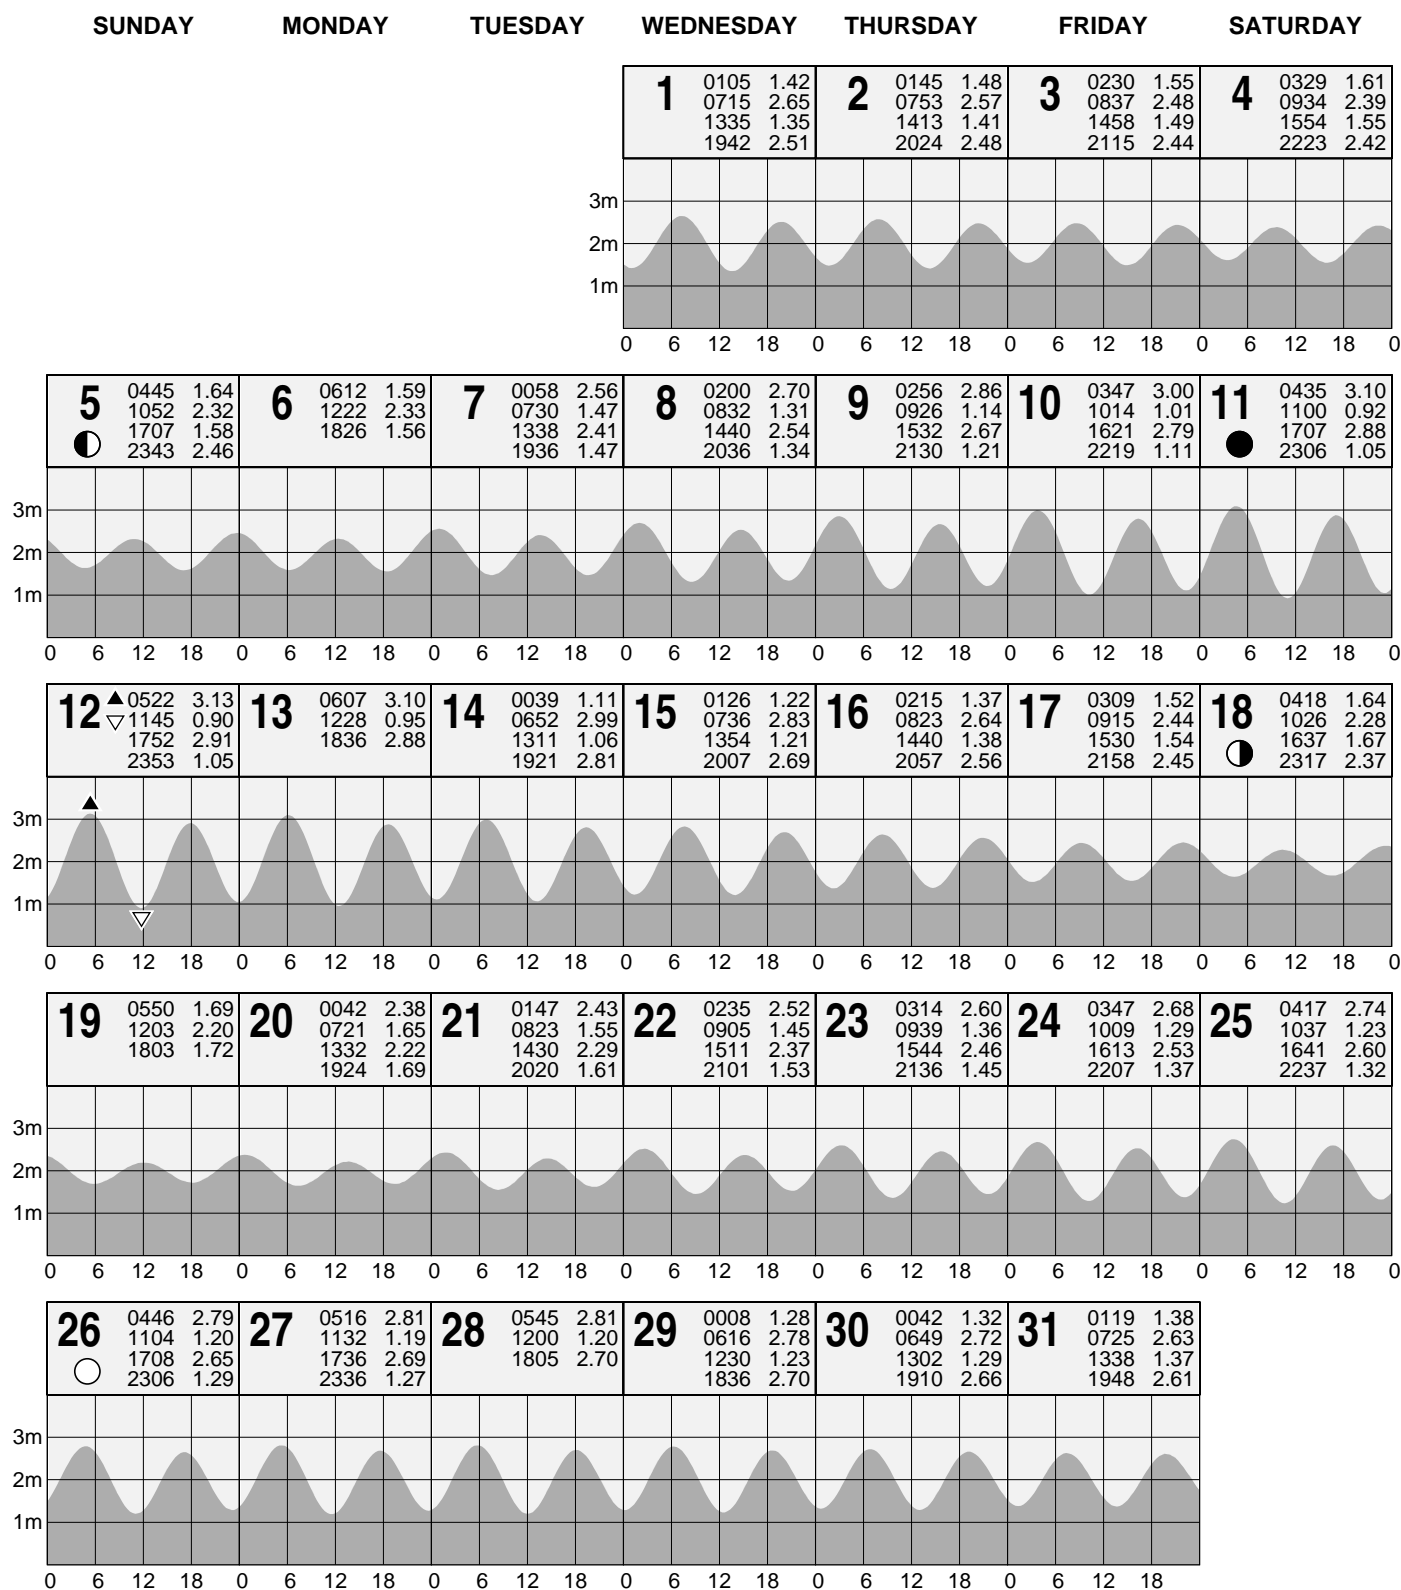 SUNDAY MONDAY TUESDAY WEDNESDAY THURSDAY FRIDAY SATURDAY
1 0105 1.42
0715 2.65
1335 1.35
1942 2.51
2 0145 1.48
0753 2.57
1413 1.41
2024 2.48
3 0230 1.55
0837 2.48
1458 1.49
2115 2.44
4 0329 1.61
0934 2.39
1554 1.55
2223 2.42
3m
2m
1m
0 6 12 18 0 6 12 18 0 6 12 18 0 6 12 18 0
5 0445 1.64
1052 2.32
1707 1.58
2343 2.46
6 0612 1.59
1222 2.33
1826 1.56
7 0058 2.56
0730 1.47
1338 2.41
1936 1.47
8 0200 2.70
0832 1.31
1440 2.54
2036 1.34
9 0256 2.86
0926 1.14
1532 2.67
2130 1.21
10 0347 3.00
1014 1.01
1621 2.79
2219 1.11
11 0435 3.10
1100 0.92
1707 2.88
2306 1.05
3m
2m
1m
0 6 12 18 0 6 12 18 0 6 12 18 0 6 12 18 0 6 12 18 0 6 12 18 0 6 12 18 0
12 0522 3.13
1145 0.90
1752 2.91
2353 1.05
13 0607 3.10
1228 0.95
1836 2.88
14 0039 1.11
0652 2.99
1311 1.06
1921 2.81
15 0126 1.22
0736 2.83
1354 1.21
2007 2.69
16 0215 1.37
0823 2.64
1440 1.38
2057 2.56
17 0309 1.52
0915 2.44
1530 1.54
2158 2.45
18 0418 1.64
1026 2.28
1637 1.67
2317 2.37
3m
2m
1m
0 6 12 18 0 6 12 18 0 6 12 18 0 6 12 18 0 6 12 18 0 6 12 18 0 6 12 18 0
19 0550 1.69
1203 2.20
1803 1.72
20 0042 2.38
0721 1.65
1332 2.22
1924 1.69
21 0147 2.43
0823 1.55
1430 2.29
2020 1.61
22 0235 2.52
0905 1.45
1511 2.37
2101 1.53
23 0314 2.60
0939 1.36
1544 2.46
2136 1.45
24 0347 2.68
1009 1.29
1613 2.53
2207 1.37
25 0417 2.74
1037 1.23
1641 2.60
2237 1.32
3m
2m
1m
0 6 12 18 0 6 12 18 0 6 12 18 0 6 12 18 0 6 12 18 0 6 12 18 0 6 12 18 0
26 0446 2.79
1104 1.20
1708 2.65
2306 1.29
27 0516 2.81
1132 1.19
1736 2.69
2336 1.27
28 0545 2.81
1200 1.20
1805 2.70
29 0008 1.28
0616 2.78
1230 1.23
1836 2.70
30 0042 1.32
0649 2.72
1302 1.29
1910 2.66
31 0119 1.38
0725 2.63
1338 1.37
1948 2.61
3m
2m
1m
0 6 12 18 0 6 12 18 0 6 12 18 0 6 12 18 0 6 12 18 0 6 12 18